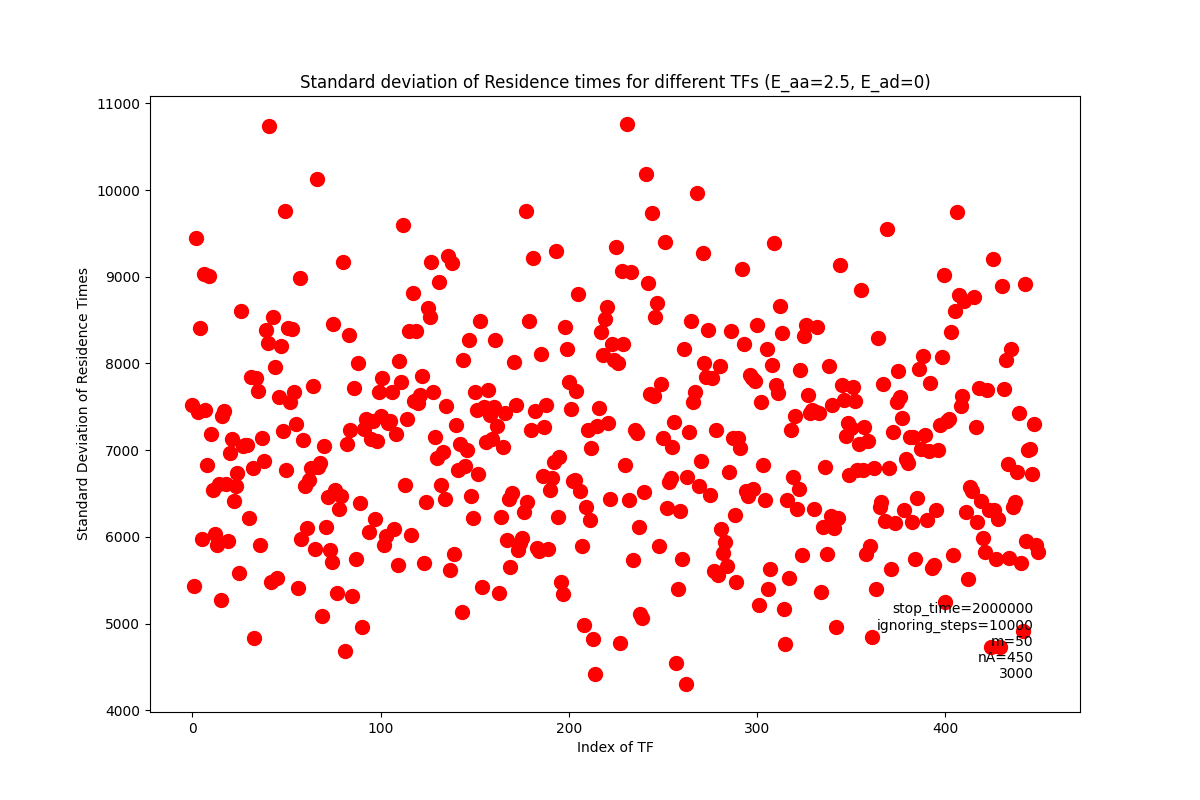 Standard deviation of Residence times for different TFs (E_aa=2.5, E_ad=0)
Standard Deviation of Residence Times
11000
10000
9000
8000
7000
6000
5000
4000
stop_time=2000000
ignoring_steps=10000
m=50
nA=450
3000
0 100 200 300 400
Index of TF